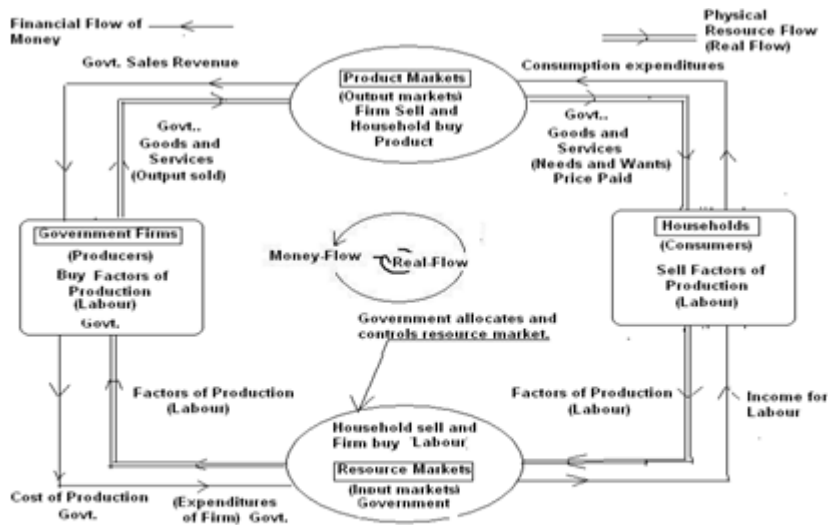 Financial Flow of
Money
Physical
Resource Flow
(Real Flow)
Govt. Sales Revenue
Product Markets
(Output markets)
Firm Sell and
Household buy
Product
Consumption expenditures
Govt..
Goods and
Services
(Output sold)
Govt..
Goods and
Services
(Needs and Wants)
Price Paid
Government Firms
(Producers)
Buy Factors of
Production
(Labour)
Govt.
Money-Flow
Real-Flow
Households
(Consumers)
Sell Factors of
Production
(Labour)
Government allocates and
controls resource market.
Factors of Production
(Labour)
Factors of Production
(Labour)
Income for
Labour
Household sell and
Firm buy 'Labour
Resource Markets
(Input markets)
Government
Cost of Production
Govt.
(Expenditures
of Firm) Govt.